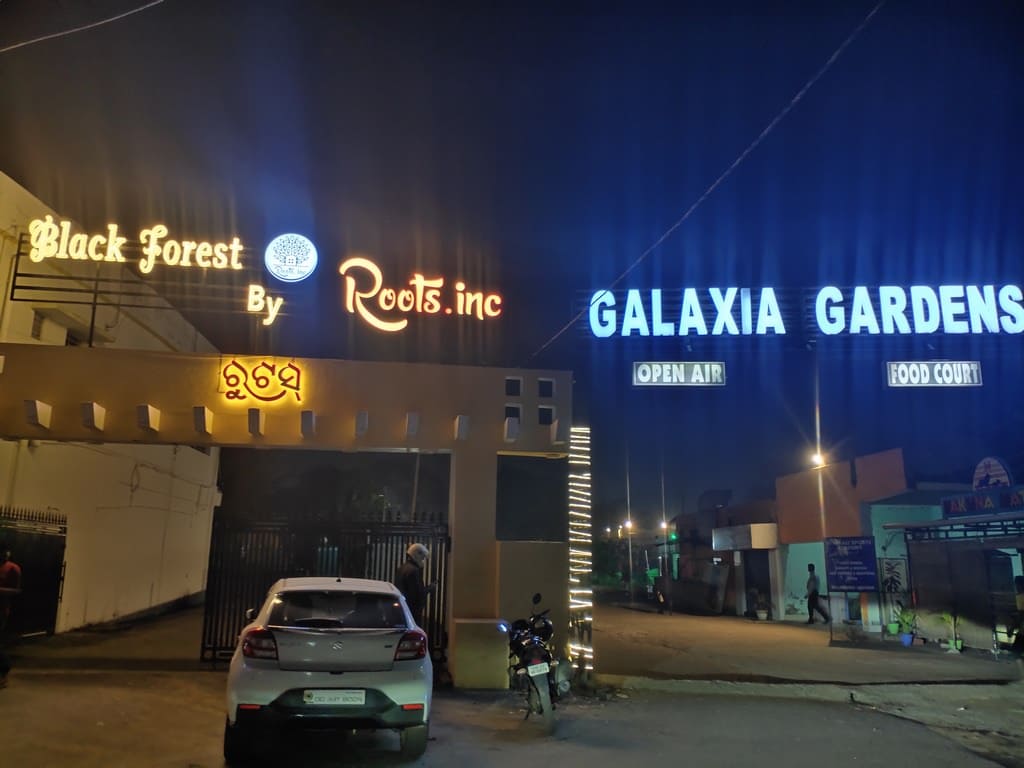 Black Forest
By
Roots.inc
ରୁଟସ୍
GALAXIA GARDENS
OPEN AIR
FOOD COURT